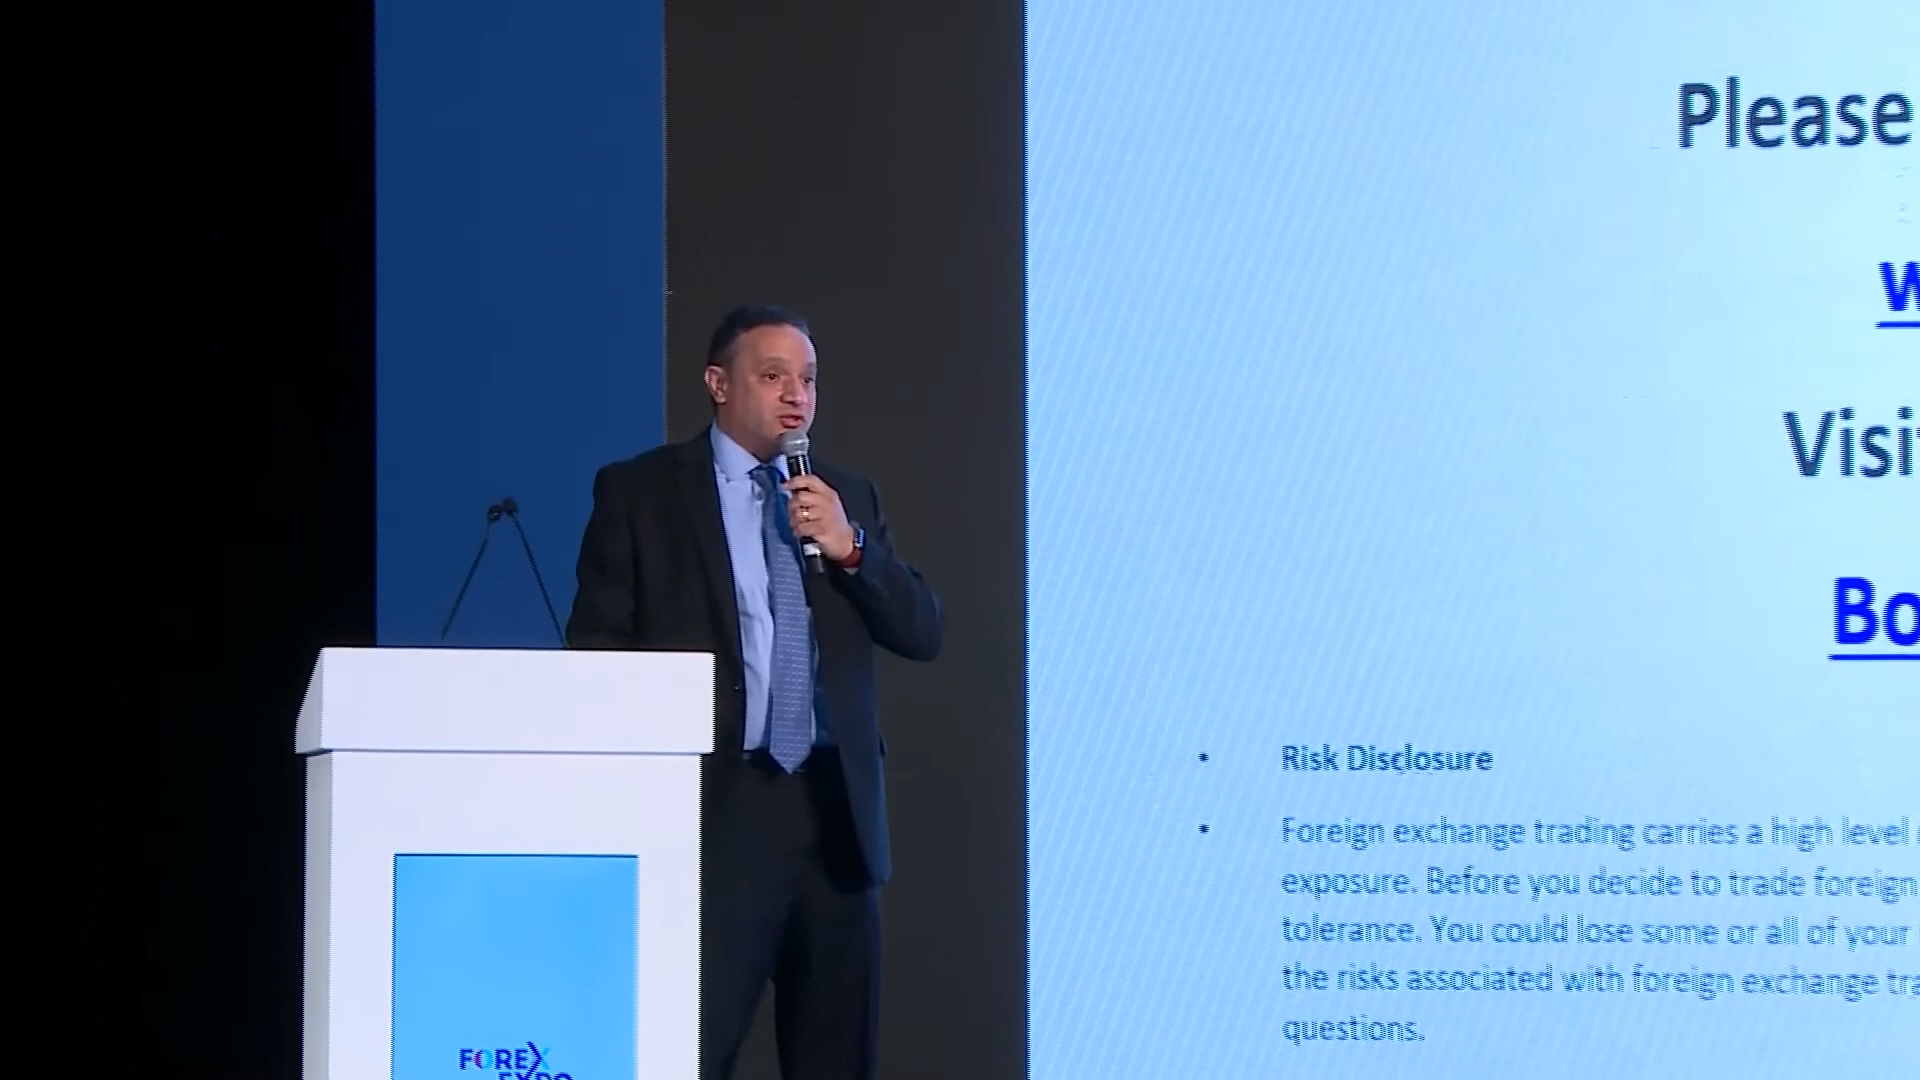 Please
Visi
Bo
Risk Disclosure
Foreign exchange trading carries a high level
exposure. Before you decide to trade foreign
tolerance. You could lose some or all of your
the risks associated with foreign exchange tra
questions.
FOREX
EXPO